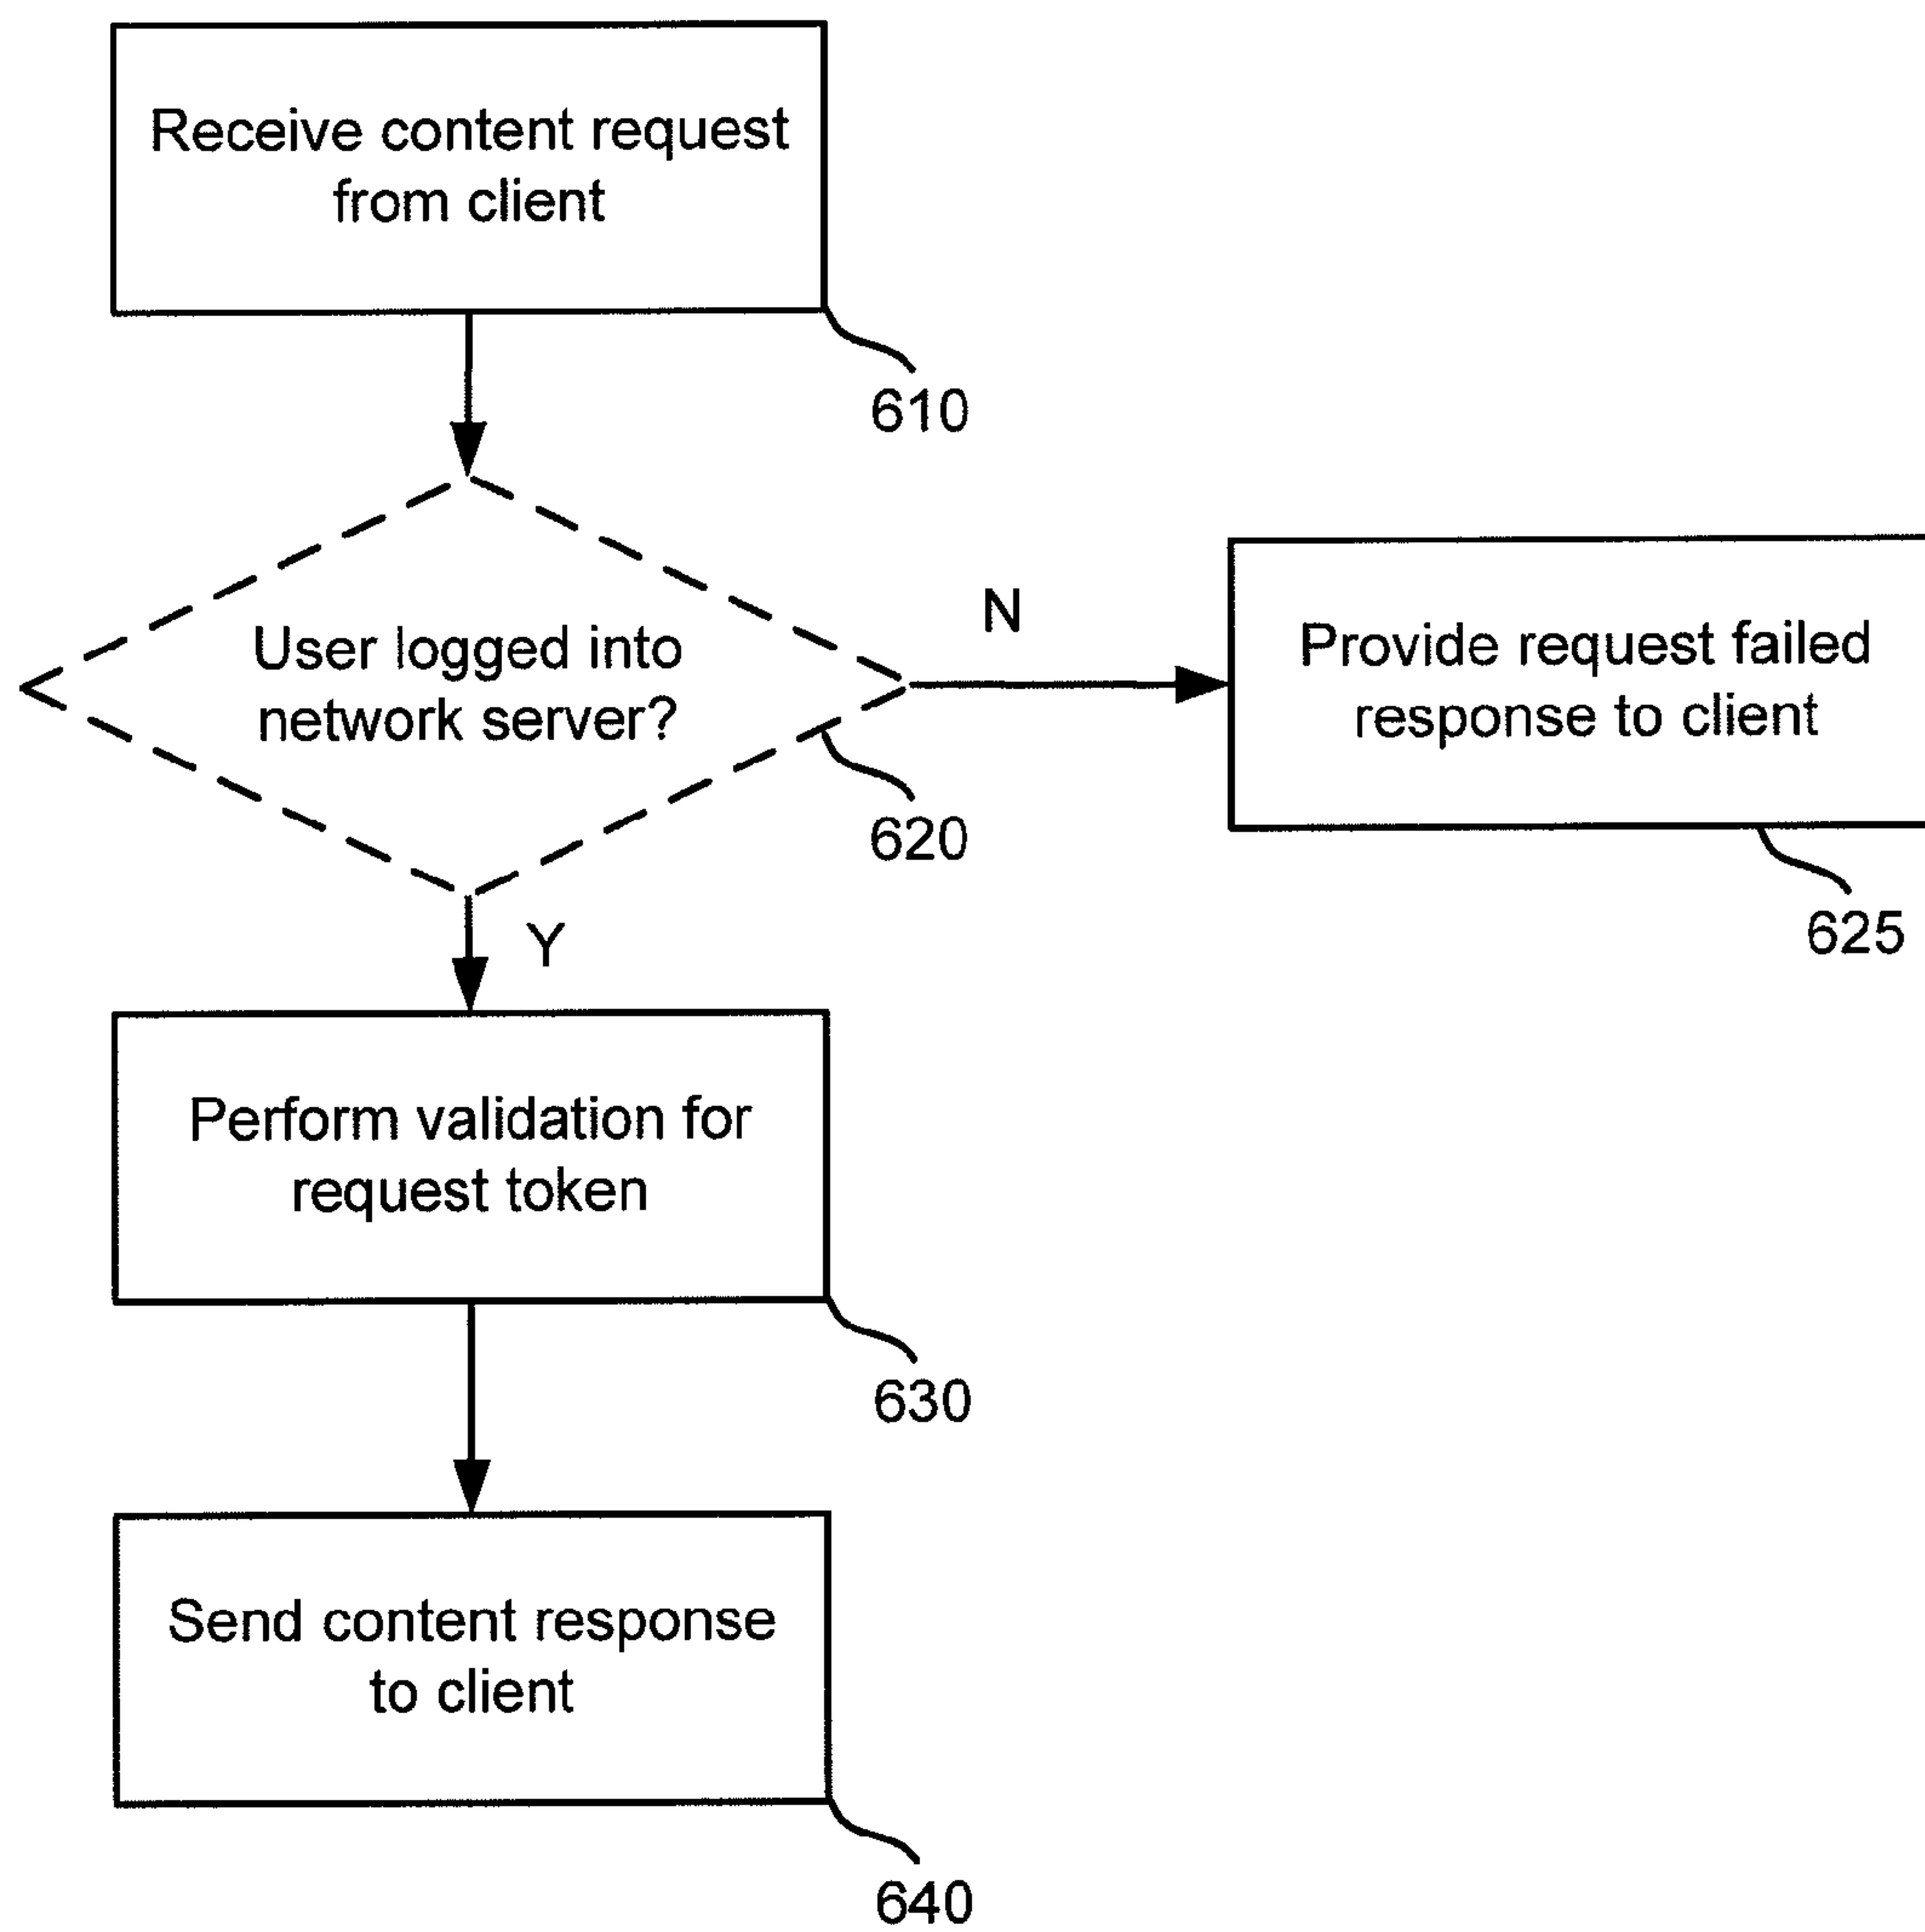 Receive content request
from client
610
User logged into
network server?
N
Provide request failed
response to client
620
625
Y
Perform validation for
request token
630
Send content response
to client
640